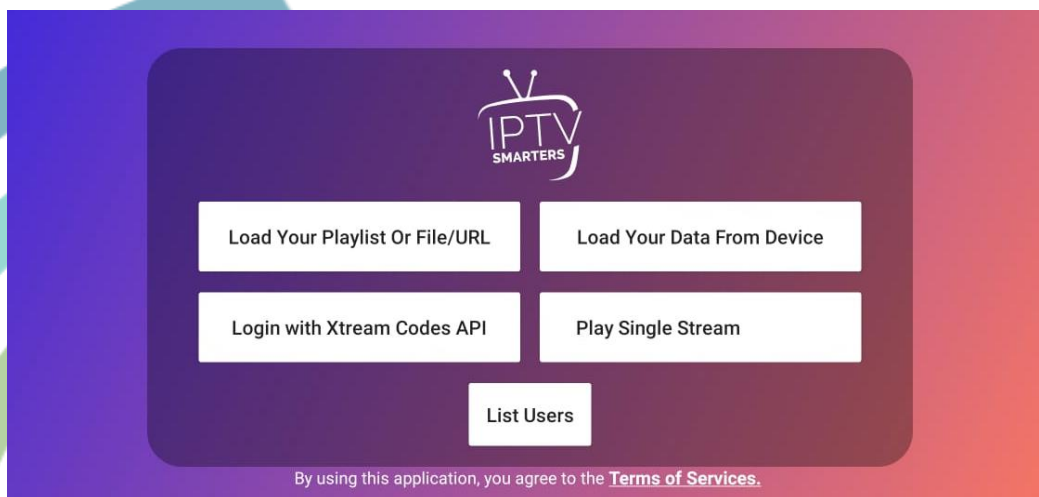 IPTV
SMARTERS
Load Your Playlist Or File/URL
Load Your Data From Device
Login with Xtream Codes API
Play Single Stream
List Users
By using this application, you agree to the Terms of Services.